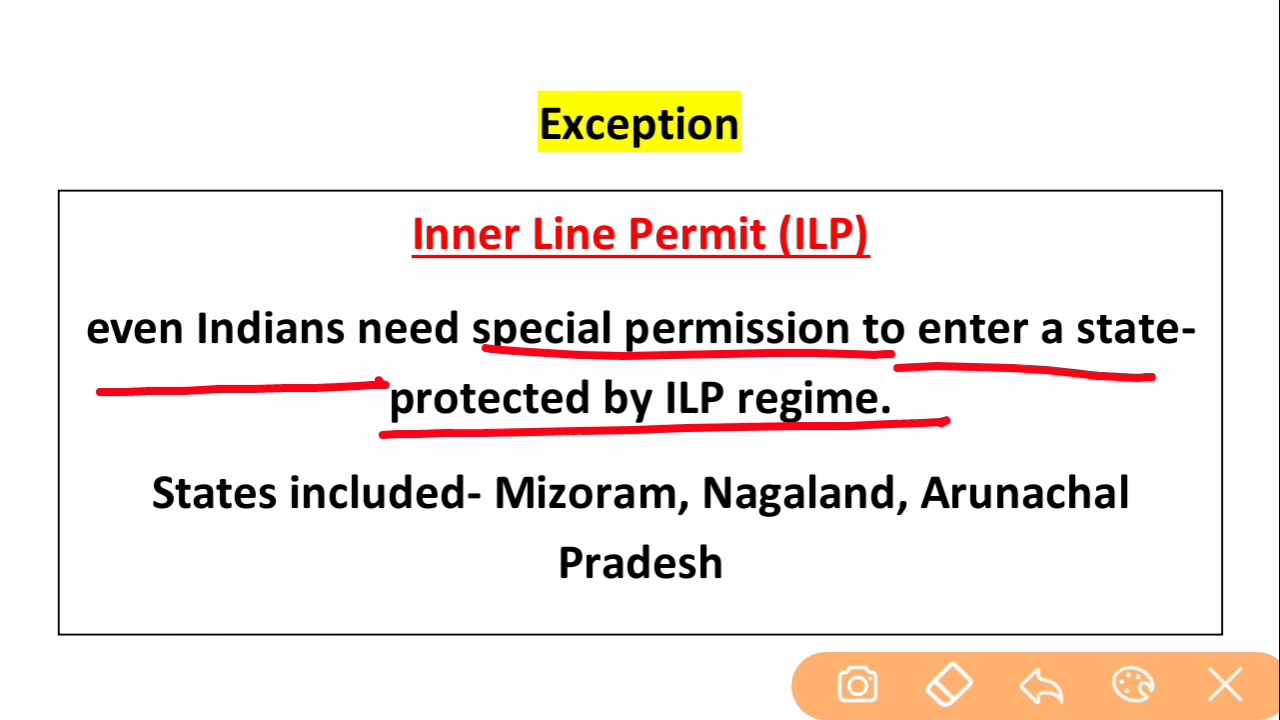 Exception
Inner Line Permit (ILP)
even Indians need special permission to enter a state-
protected by ILP regime.
States included- Mizoram, Nagaland, Arunachal
Pradesh